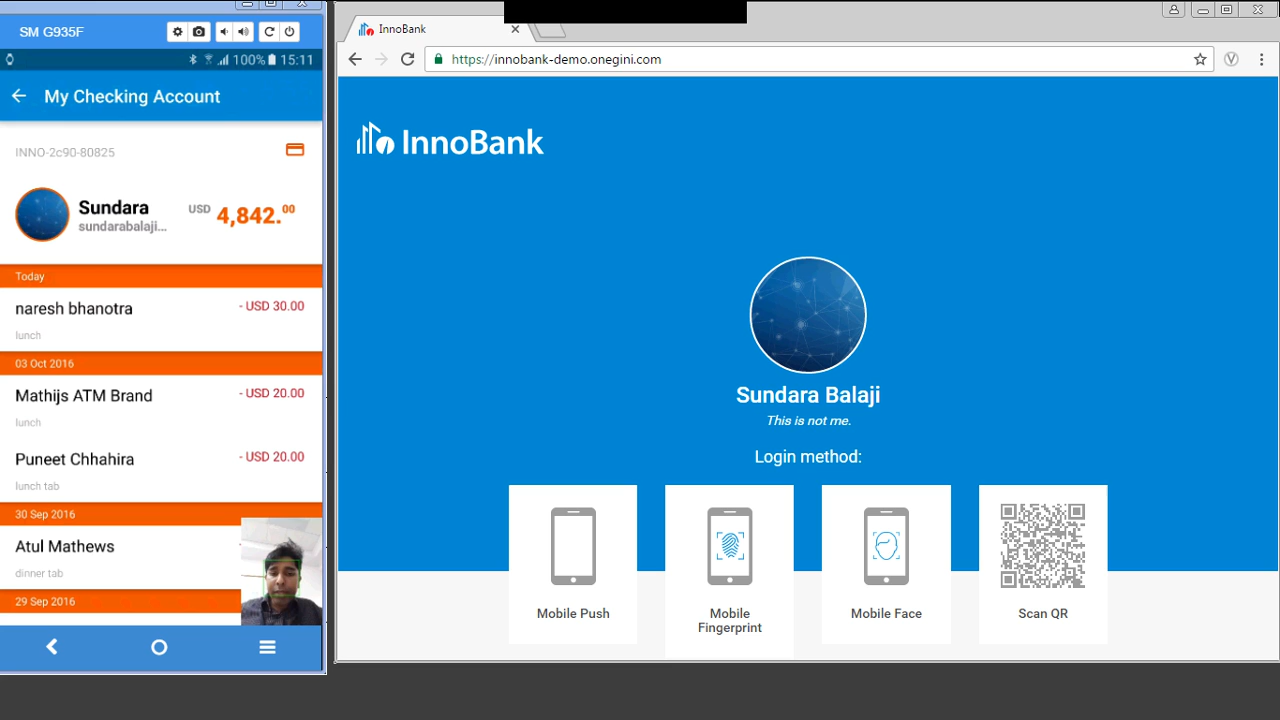 SM G935F
100% 15:11
My Checking Account
INNO-2c90-80825
Sundara
sundarabalaji...
USD 4,842.00
Today
naresh bhanotra - USD 30.00
lunch
03 Oct 2016
Mathijs ATM Brand - USD 20.00
lunch
Puneet Chhahira - USD 20.00
lunch tab
30 Sep 2016
Atul Mathews
dinner tab
29 Sep 2016
InnoBank
https://innobank-demo.onegini.com
InnoBank
Sundara Balaji
This is not me.
Login method:
Mobile Push
Mobile
Fingerprint
Mobile Face
Scan QR